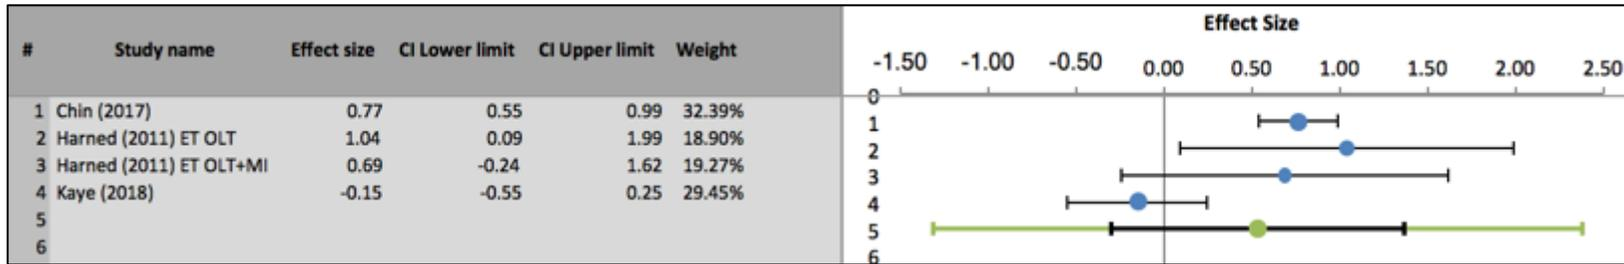 # Study name Effect size CI Lower limit CI Upper limit Weight
1 Chin (2017) 0.77 0.55 0.99 32.39%
2 Harned (2011) ET OLT 1.04 0.09 1.99 18.90%
3 Harned (2011) ET OLT+MI 0.69 -0.24 1.62 19.27%
4 Kaye (2018) -0.15 -0.55 0.25 29.45%
5
6
Effect Size
-1.50 -1.00 -0.50 0.00 0.50 1.00 1.50 2.00 2.50
0
1
2
3
4
5
6